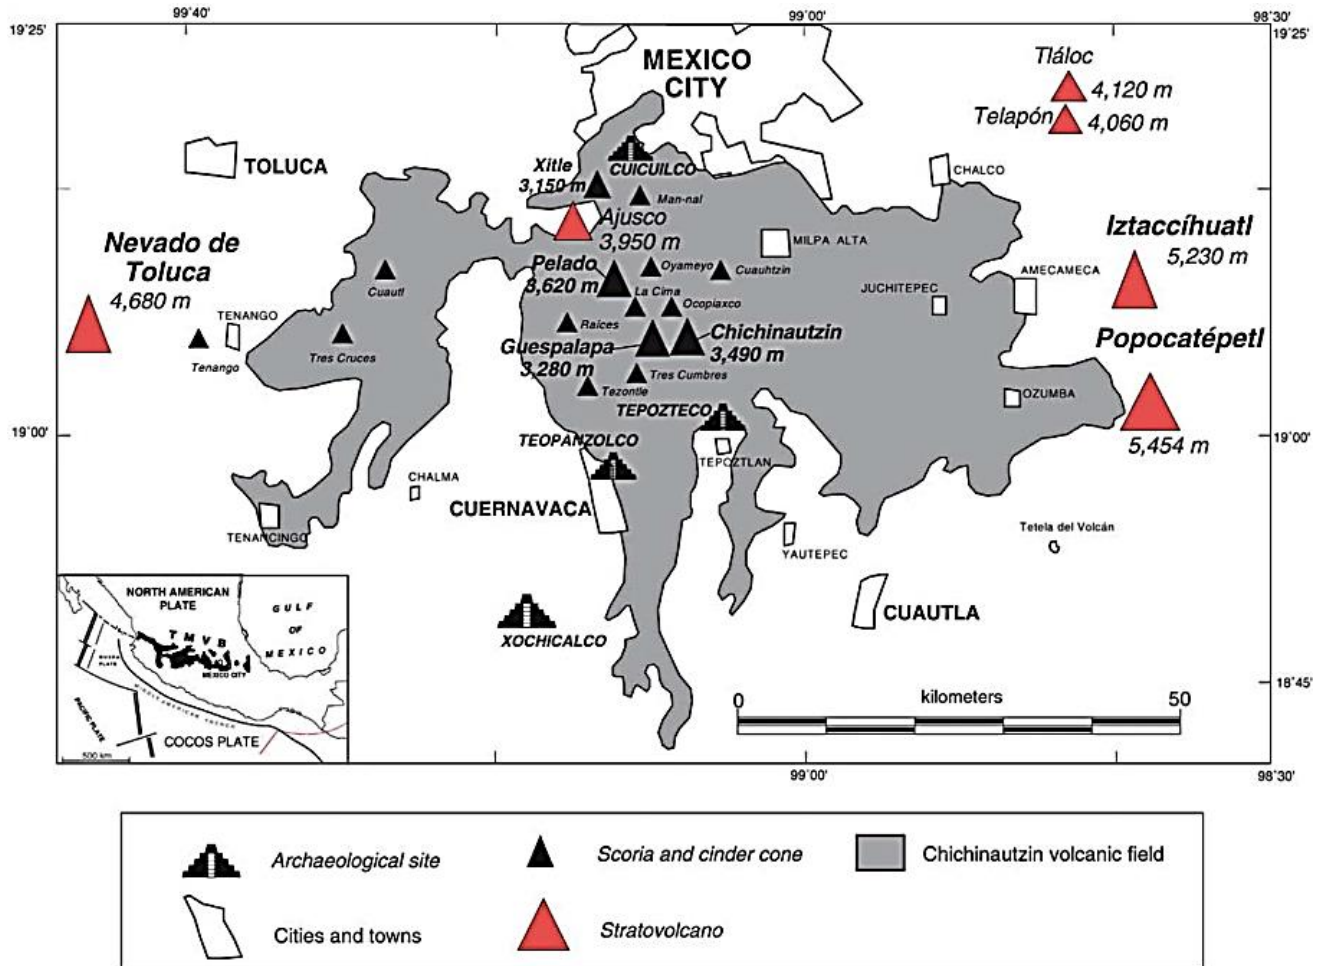 99˚40'
99˚00'
98˚30'
19˚25'
19˚25'
MEXICO
CITY
Tláloc
4,120 m
Telapón
4,060 m
TOLUCA
Xitle
3,150 m
CUICUILCO
Man-nal
CHALCO
Ajusco
3,950 m
MILPA ALTA
Iztaccíhuatl
5,230 m
Nevado de
Toluca
4,680 m
Pelado
3,620 m
Oyameyo
Cuauhtzin
AMECAMECA
Cuautl
La Cima
Ocopiaxco
JUCHITEPEC
TENANGO
Raices
Chichinautzin
3,490 m
Popocatépetl
Tenango
Tres Cruces
Guespalapa
3,280 m
Tres Cumbres
Tezontle
OZUMBA
TEPOZTECO
19˚00'
19˚00'
5,454 m
TEOPANZOLCO
TEPOZTLAN
CHALMA
CUERNAVACA
TENANCINGO
YAUTEPEC
Tetela del Volcán
XOCHICALCO
CUAUTLA
NORTH AMERICAN
PLATE
GULF
OF
MEXICO
T M V B
MEXICO CITY
PLATE
MIDDLE AMERICAN TRENCH
PACIFIC PLATE
COCOS PLATE
500 km
0 kilometers 50
18˚45'
99˚00'
98˚30'
Archaeological site
Scoria and cinder cone
Chichinautzin volcanic field
Cities and towns
Stratovolcano